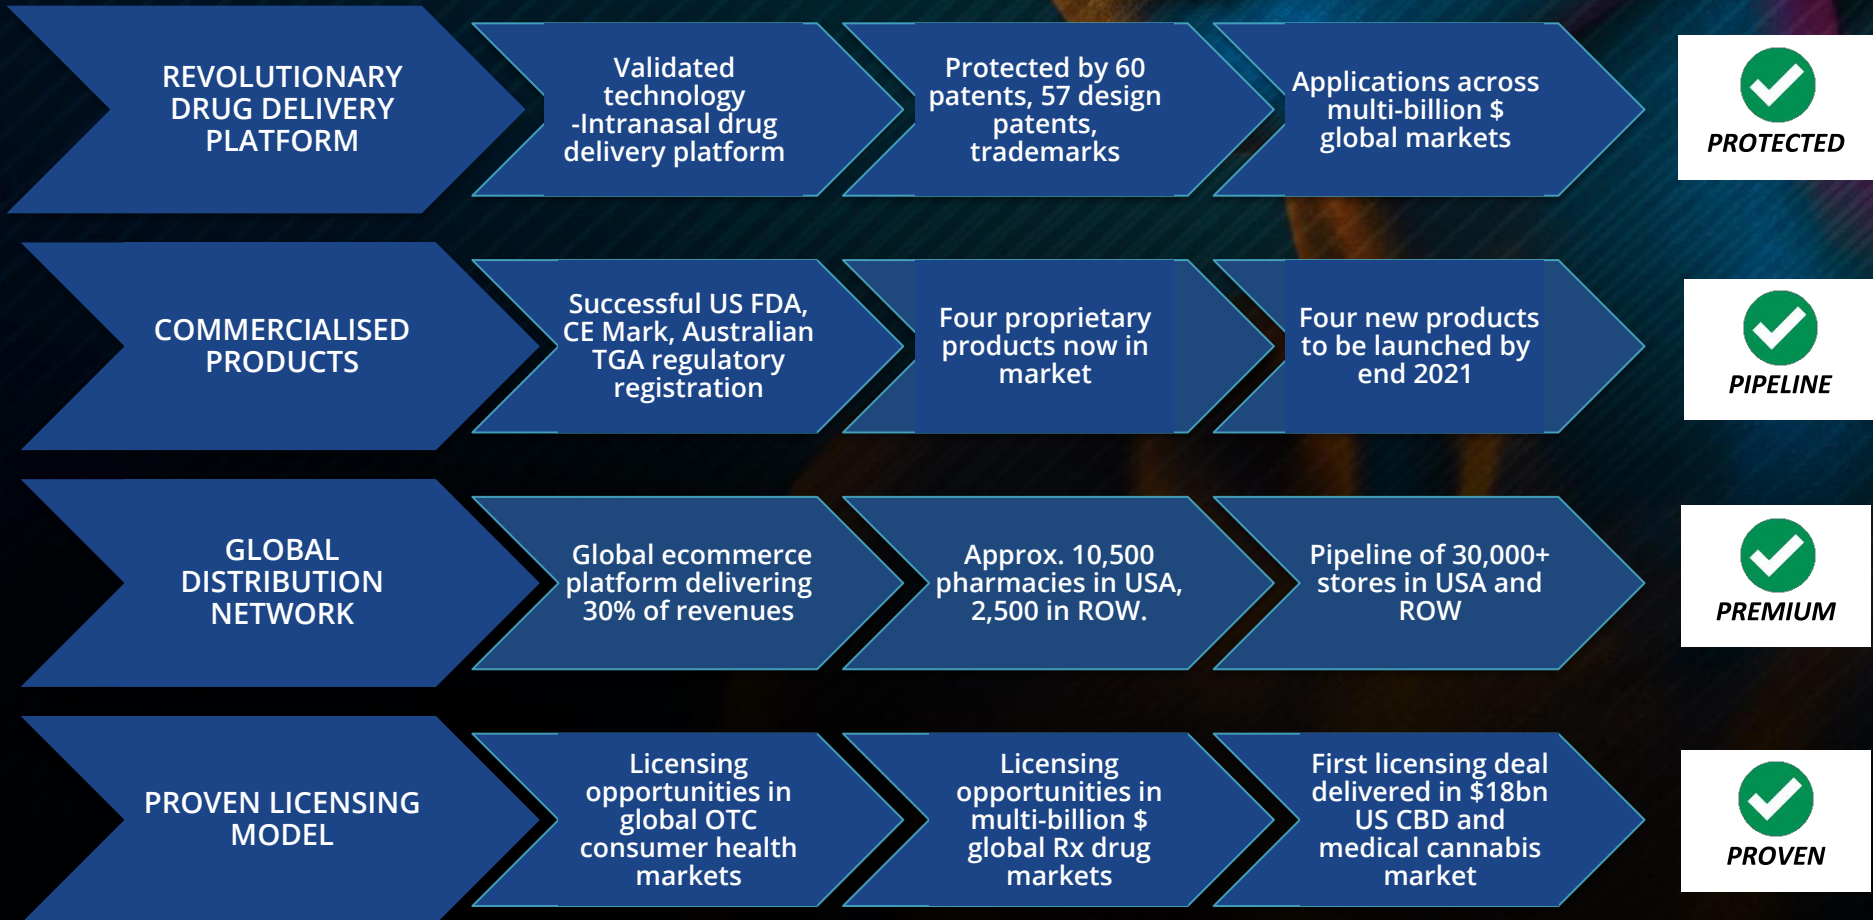 REVOLUTIONARY
DRUG DELIVERY
PLATFORM
Validated
technology
-Intranasal drug
delivery platform
Protected by 60
patents, 57 design
patents,
trademarks
Applications across
multi-billion $
global markets
PROTECTED
COMMERCIALISED
PRODUCTS
Successful US FDA,
CE Mark, Australian
TGA regulatory
registration
Four proprietary
products now in
market
Four new products
to be launched by
end 2021
PIPELINE
GLOBAL
DISTRIBUTION
NETWORK
Global ecommerce
platform delivering
30% of revenues
Approx. 10,500
pharmacies in USA,
2,500 in ROW.
Pipeline of 30,000+
stores in USA and
ROW
PREMIUM
PROVEN LICENSING
MODEL
Licensing
opportunities in
global OTC
consumer health
markets
Licensing
opportunities in
multi-billion $
global Rx drug
markets
First licensing deal
delivered in $18bn
US CBD and
medical cannabis
market
PROVEN